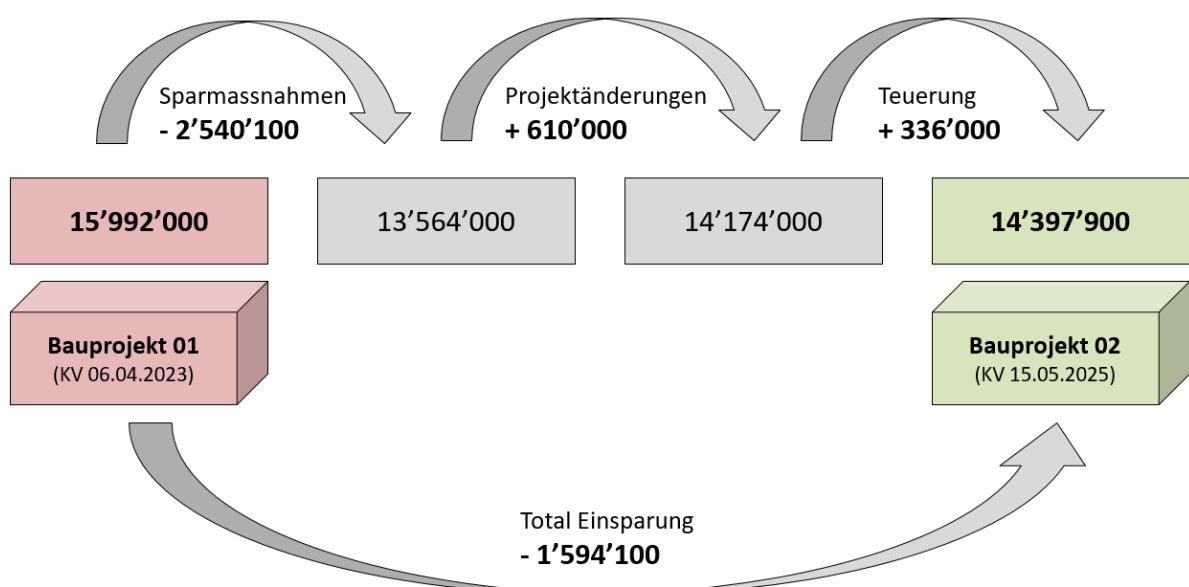 Sparmassnahmen
- 2’540’100
Projektänderungen
+ 610’000
Teuerung
+ 336’000
15’992’000
13’564’000
14’174’000
14’397’900
Bauprojekt 01
(KV 06.04.2023)
Bauprojekt 02
(KV 15.05.2025)
Total Einsparung
- 1’594’100